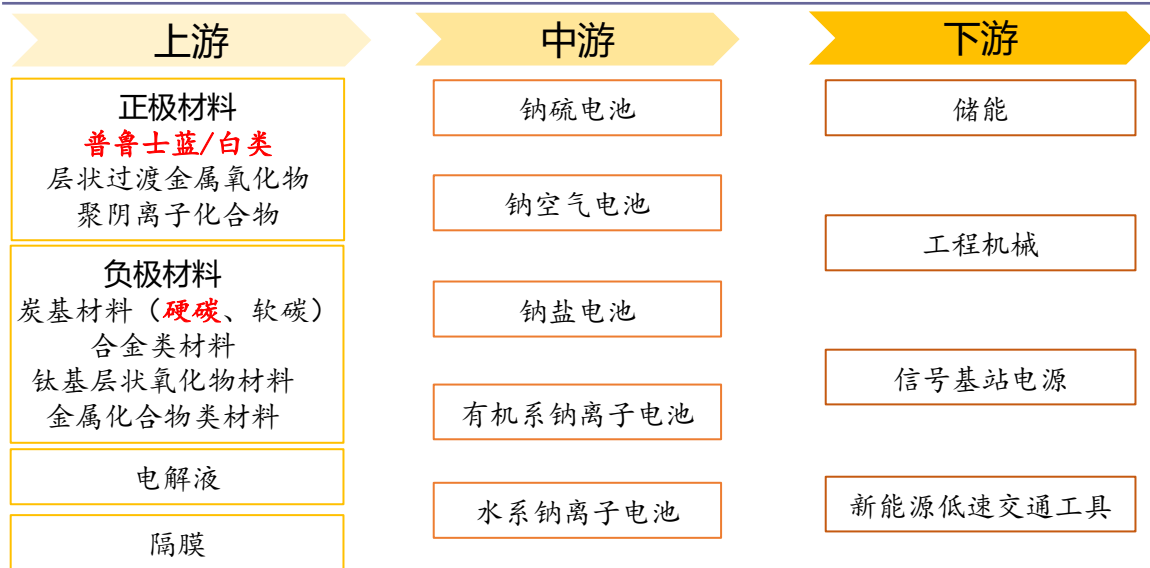 上游
正极材料
普鲁士蓝/白类
层状过渡金属氧化物
聚阴离子化合物
负极材料
炭基材料（硬碳、软碳）
合金类材料
钛基层状氧化物材料
金属化合物类材料
电解液
隔膜
中游
钠硫电池
钠空气电池
钠盐电池
有机系钠离子电池
水系钠离子电池
下游
储能
工程机械
信号基站电源
新能源低速交通工具